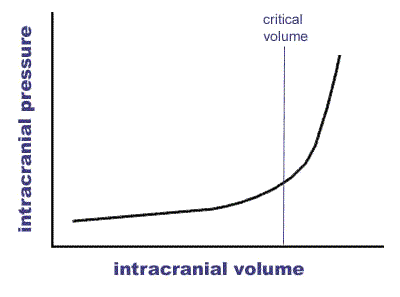 critical
volume
intracranial pressure
intracranial volume